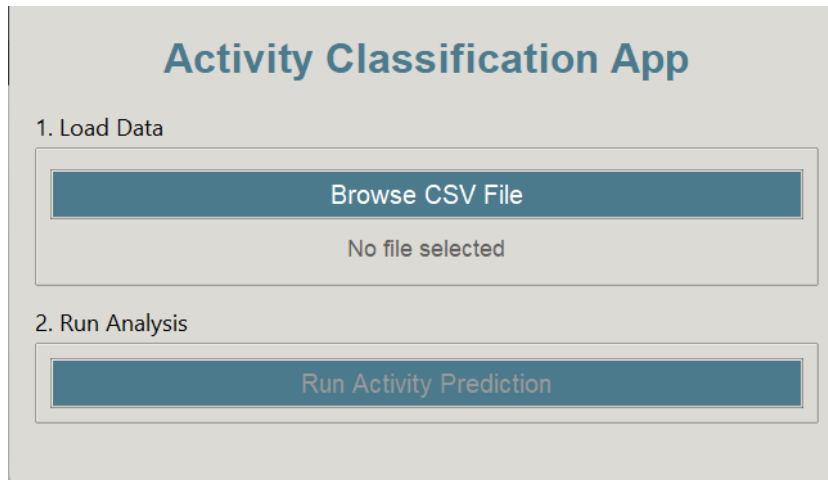 Activity Classification App
1. Load Data
Browse CSV File
No file selected
2. Run Analysis
Run Activity Prediction